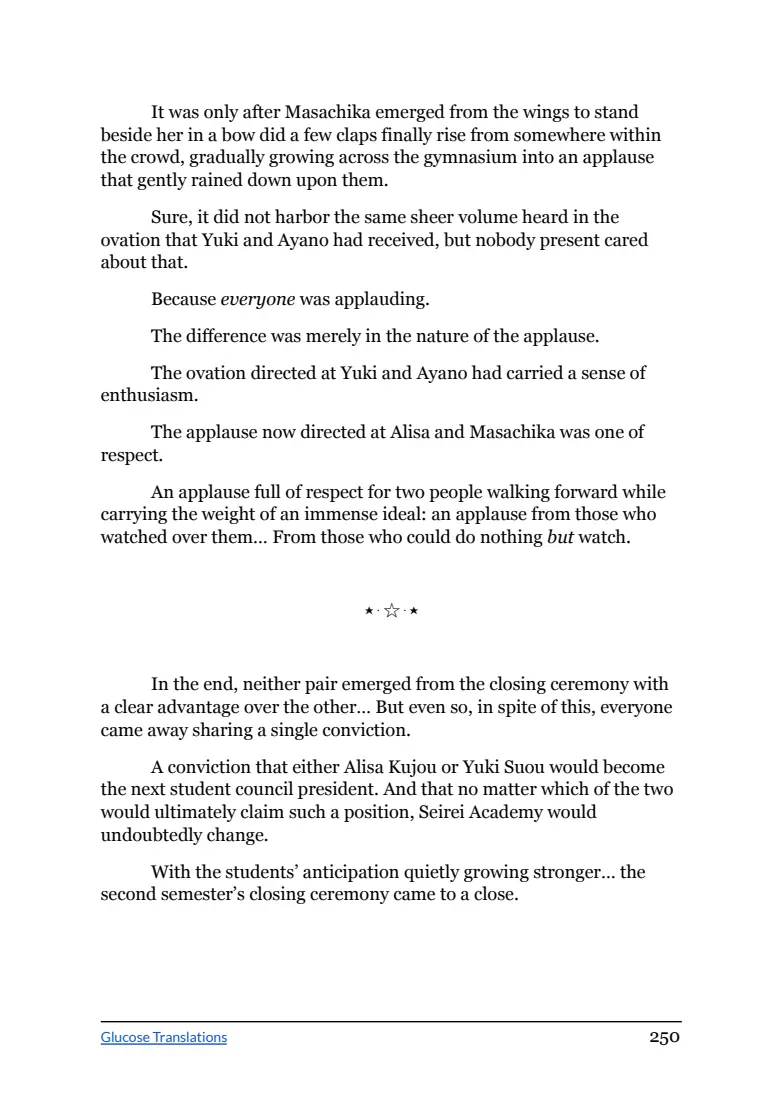 It was only after Masachika emerged from the wings to stand
beside her in a bow did a few claps finally rise from somewhere within
the crowd, gradually growing across the gymnasium into an applause
that gently rained down upon them.
Sure, it did not harbor the same sheer volume heard in the
ovation that Yuki and Ayano had received, but nobody present cared
about that.
Because everyone was applauding.
The difference was merely in the nature of the applause.
The ovation directed at Yuki and Ayano had carried a sense of
enthusiasm.
The applause now directed at Alisa and Masachika was one of
respect.
An applause full of respect for two people walking forward while
carrying the weight of an immense ideal: an applause from those who
watched over them... From those who could do nothing but watch.
★ · ☆ · ★
In the end, neither pair emerged from the closing ceremony with
a clear advantage over the other... But even so, in spite of this, everyone
came away sharing a single conviction.
A conviction that either Alisa Kujou or Yuki Suou would become
the next student council president. And that no matter which of the two
would ultimately claim such a position, Seirei Academy would
undoubtedly change.
With the students’ anticipation quietly growing stronger... the
second semester’s closing ceremony came to a close.
Glucose Translations 250